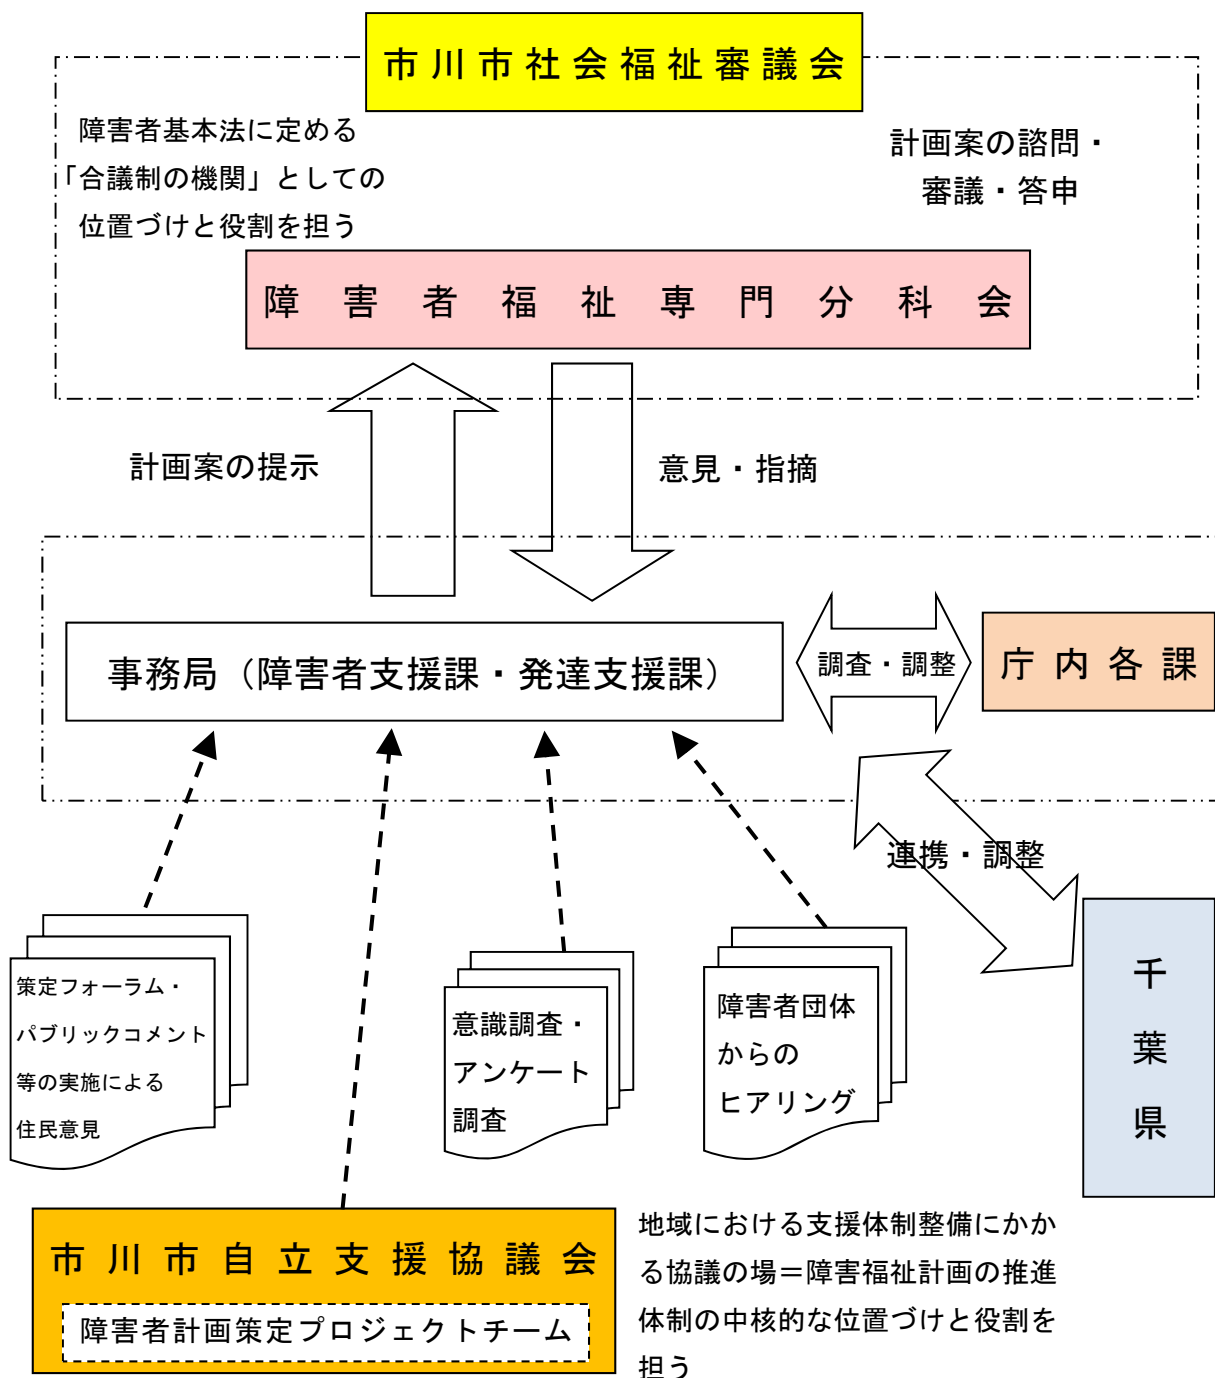 市川市社会福祉審議会
障害者基本法に定める
「合議制の機関」としての
位置づけと役割を担う
計画案の諮問・
審議・答申
障害者福祉専門分科会
計画案の提示
意見・指摘
事務局（障害者支援課・発達支援課）
調査・調整
庁内各課
連携・調整
千葉県
策定フォーラム・
パブリックコメント
等の実施による
住民意見
意識調査・
アンケート
調査
障害者団体
からの
ヒアリング
市川市自立支援協議会
障害者計画策定プロジェクトチーム
地域における支援体制整備にかか
る協議の場＝障害福祉計画の推進
体制の中核的な位置づけと役割を
担う